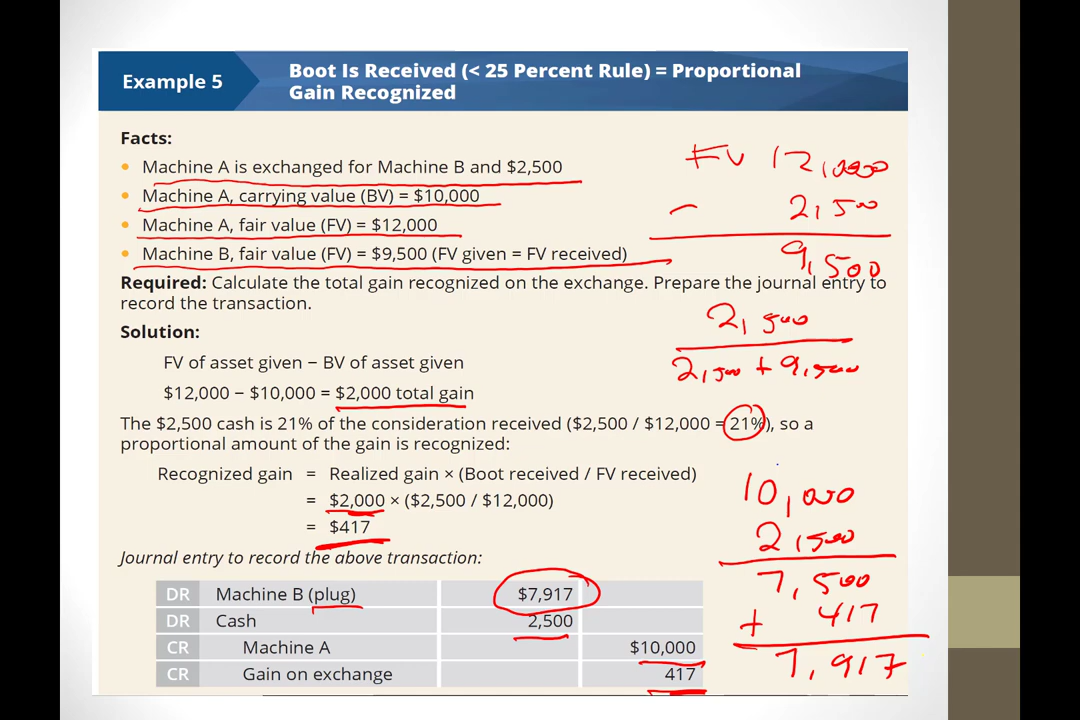 Example 5
Boot Is Received (< 25 Percent Rule) = Proportional
Gain Recognized
Facts:
• Machine A is exchanged for Machine B and $2,500
• Machine A, carrying value (BV) = $10,000
• Machine A, fair value (FV) = $12,000
• Machine B, fair value (FV) = $9,500 (FV given = FV received)
FV 12,000
- 2,500
9,500
Required: Calculate the total gain recognized on the exchange. Prepare the journal entry to
record the transaction.
Solution:
2,500
2,500 + 9,500
FV of asset given − BV of asset given
$12,000 − $10,000 = $2,000 total gain
The $2,500 cash is 21% of the consideration received ($2,500 / $12,000 = 21%), so a
proportional amount of the gain is recognized:
Recognized gain = Realized gain × (Boot received / FV received)
= $2,000 × ($2,500 / $12,000)
= $417
10,000
2,500
7,500
+ 417
7,917
Journal entry to record the above transaction:
DR Machine B (plug) $7,917
DR Cash 2,500
CR Machine A $10,000
CR Gain on exchange 417